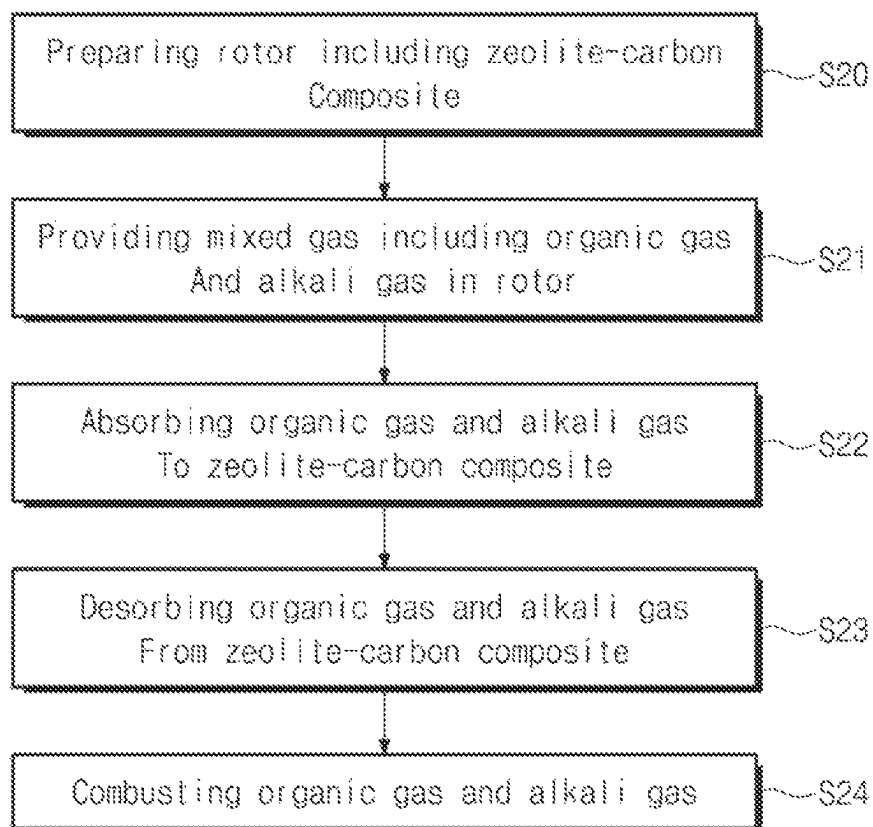 Preparing rotor including zeolite-carbon
Composite
S20
Providing mixed gas including organic gas
And alkali gas in rotor
S21
Absorbing organic gas and alkali gas
To zeolite-carbon composite
S22
Desorbing organic gas and alkali gas
From zeolite-carbon composite
S23
Combusting organic gas and alkali gas
S24